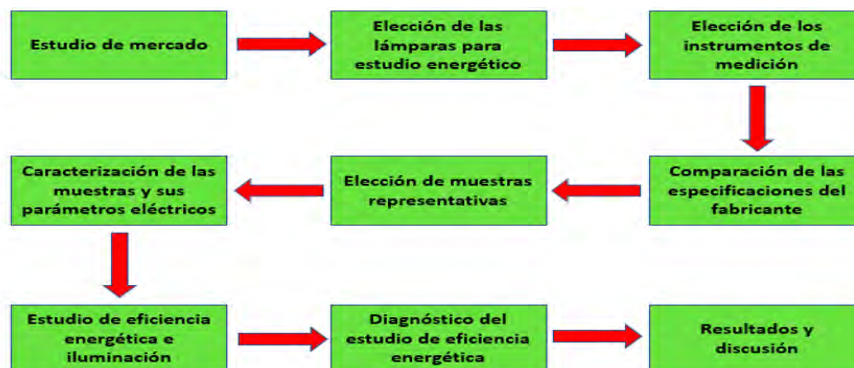 Estudio de mercado
Elección de las
lámparas para
estudio energético
Elección de los
instrumentos de
medición
Comparación de las
especificaciones del
fabricante
Elección de muestras
representativas
Caracterización de las
muestras y sus
parámetros eléctricos
Estudio de eficiencia
energética e
iluminación
Diagnóstico del
estudio de eficiencia
energética
Resultados y
discusión